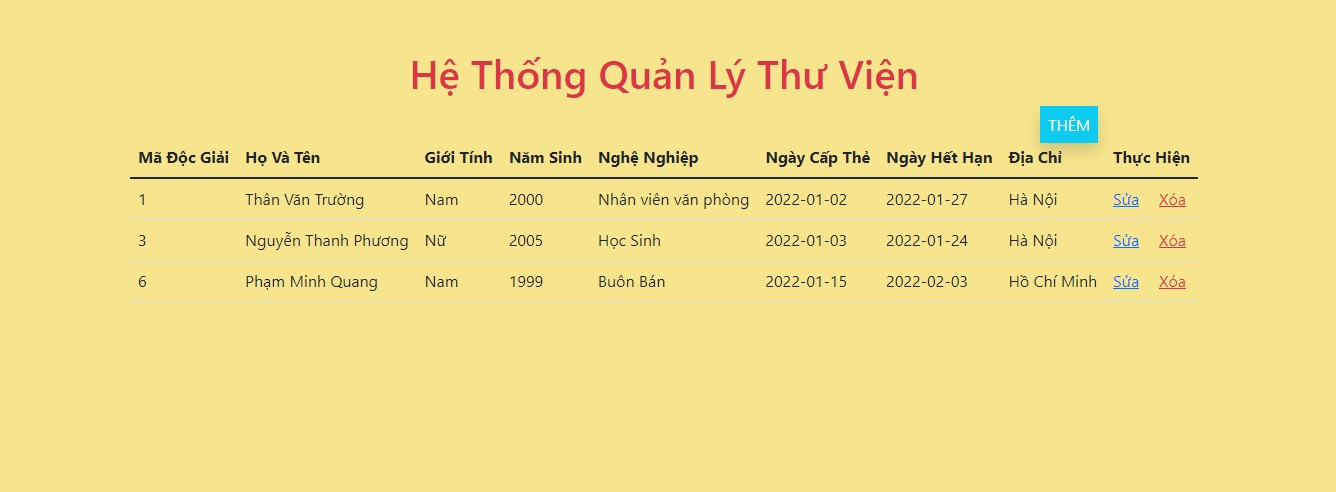 Hệ Thống Quản Lý Thư Viện
THÊM
Mã Độc Giải Họ Và Tên Giới Tính Năm Sinh Nghệ Nghiệp Ngày Cấp Thẻ Ngày Hết Hạn Địa Chỉ Thực Hiện
1 Thân Văn Trường Nam 2000 Nhân viên văn phòng 2022-01-02 2022-01-27 Hà Nội Sửa Xóa
3 Nguyễn Thanh Phương Nữ 2005 Học Sinh 2022-01-03 2022-01-24 Hà Nội Sửa Xóa
6 Phạm Minh Quang Nam 1999 Buôn Bán 2022-01-15 2022-02-03 Hồ Chí Minh Sửa Xóa